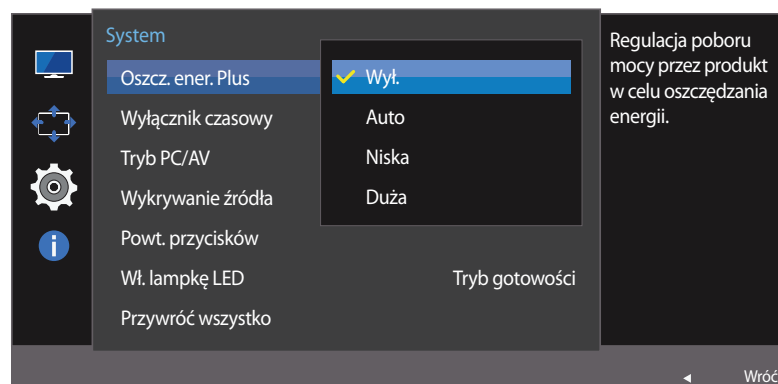 System
Oszcz. ener. Plus
Wył.
Wyłącznik czasowy
Auto
Tryb PC/AV
Niska
Wykrywanie źródła
Duża
Powt. przycisków
Wł. lampkę LED
Tryb gotowości
Przywróć wszystko
Regulacja poboru
mocy przez produkt
w celu oszczędzania
energii.
Wróć